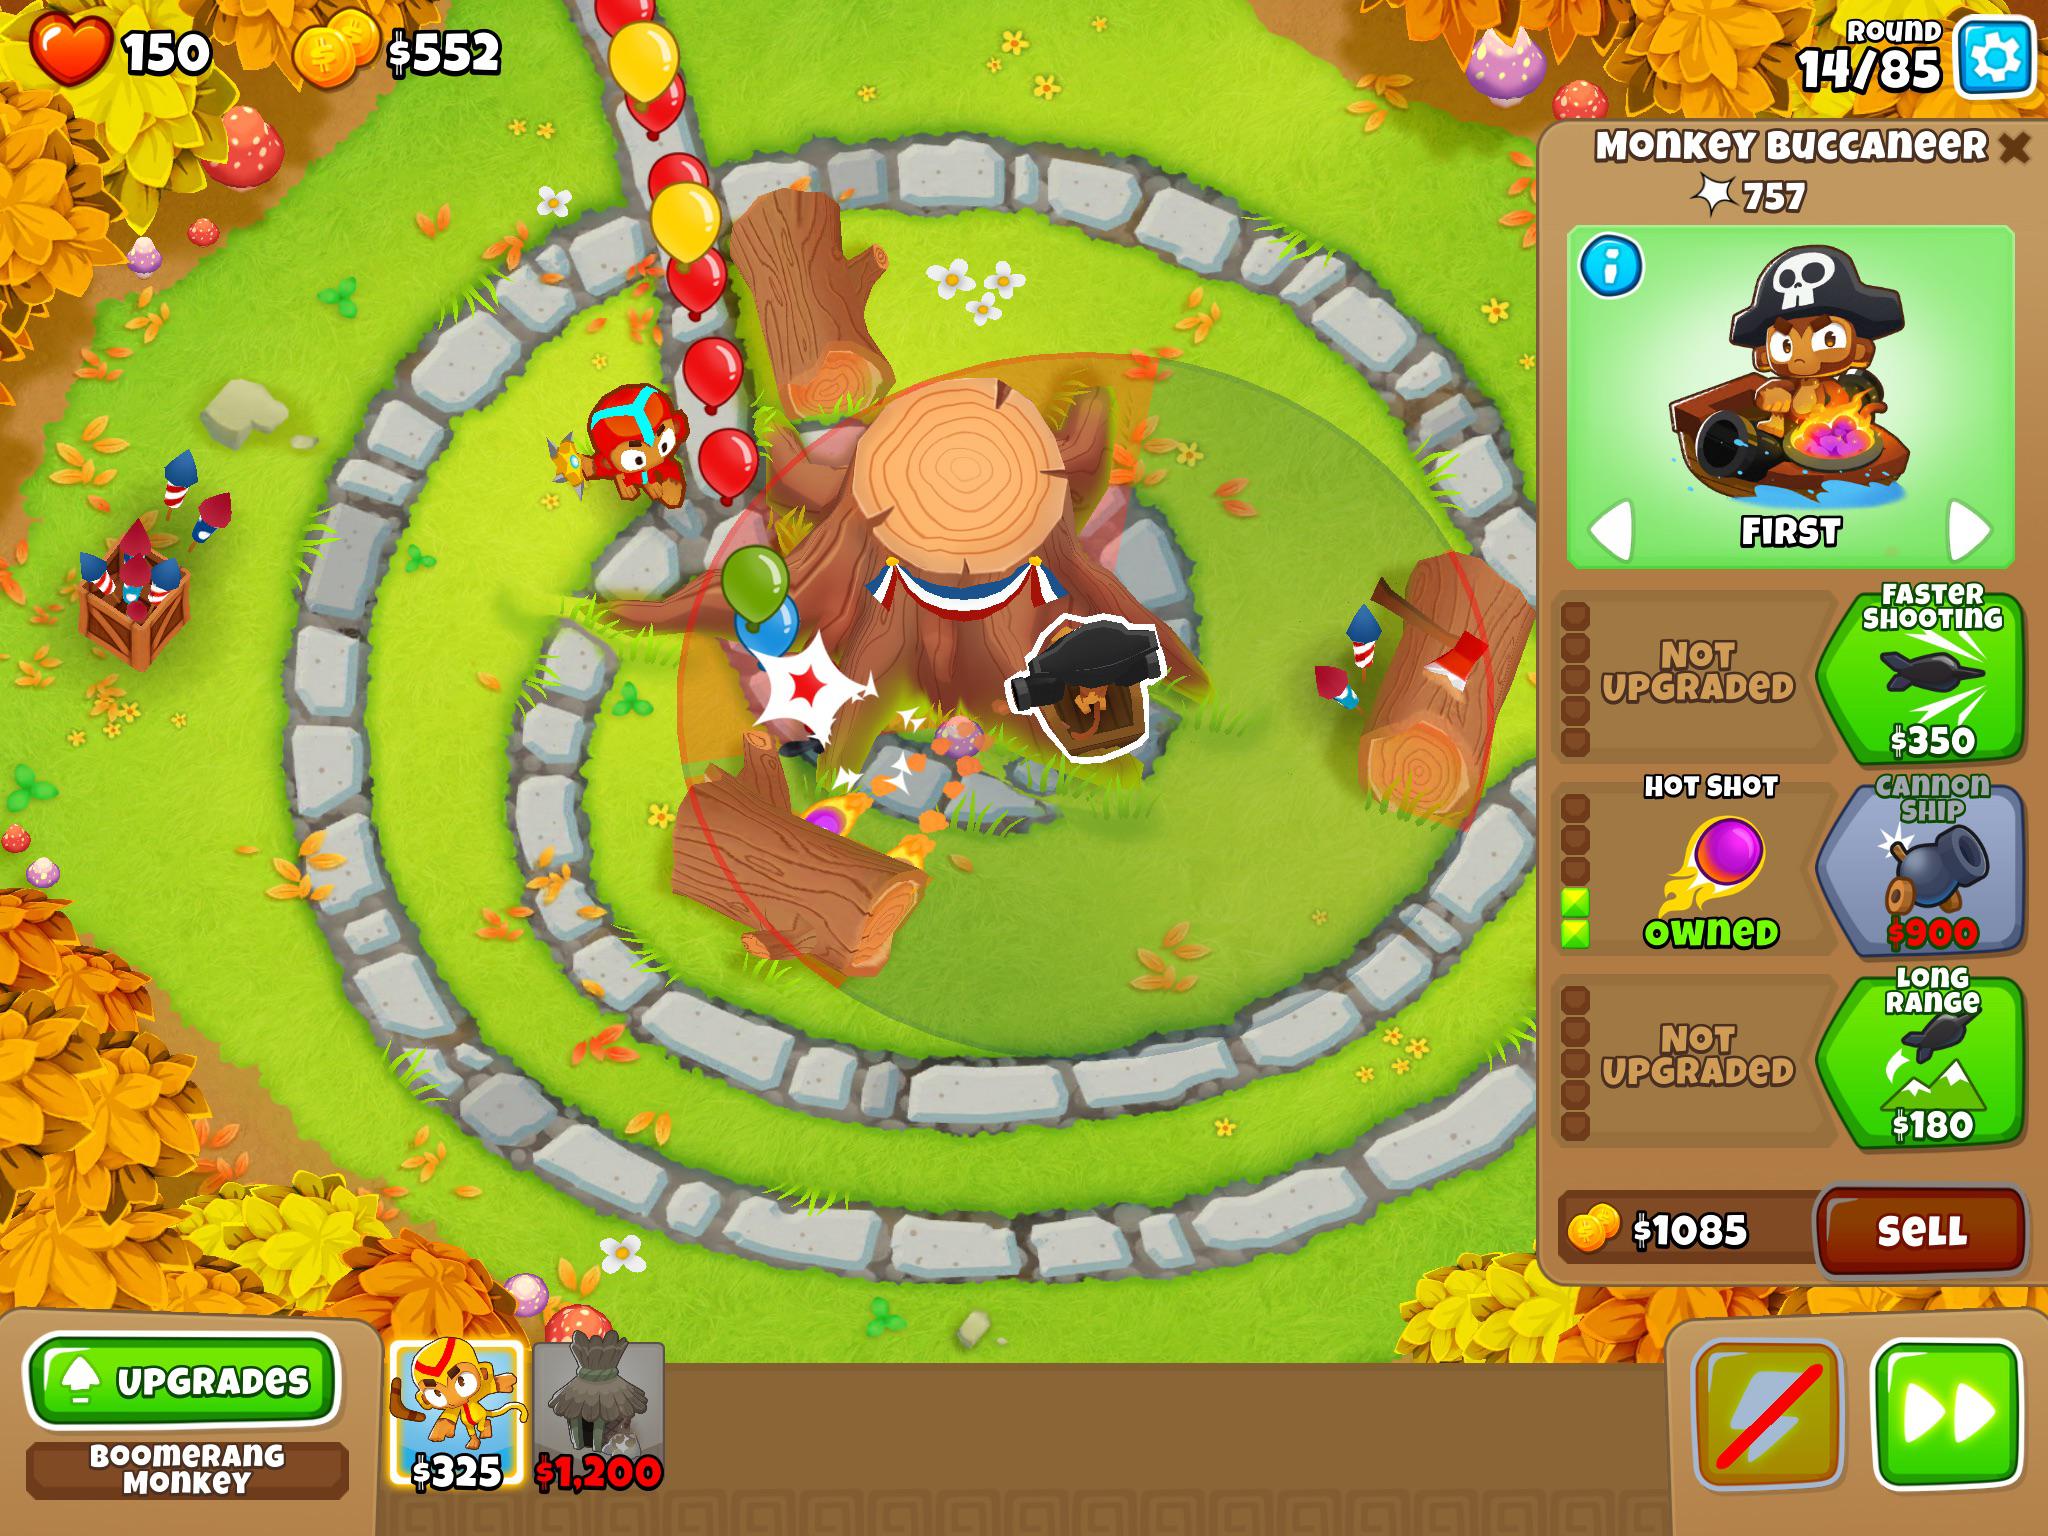 150
$552
ROUND
14/85
MONKEY BUCCANEER
757
FIRST
NOT
UPGRADED
FASTER
SHOOTING
$350
HOT SHOT
OWNED
CANNON
SHIP
$900
NOT
UPGRADED
LONG
RANGE
$180
$1085
SELL
UPGRADES
BOOMERANG
MONKEY
$325
$1,200